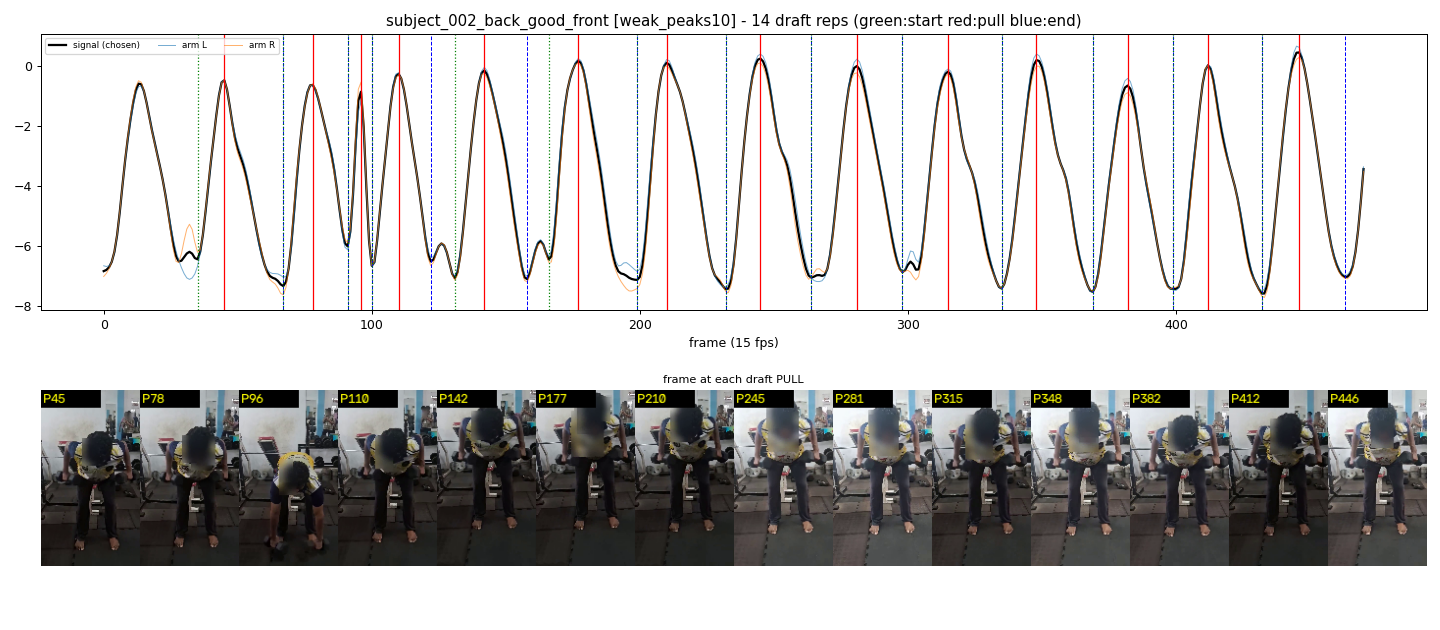 subject_002_back_good_front [weak_peaks10] - 14 draft reps (green:start red:pull blue:end)
signal (chosen) arm L arm R
0
−2
−4
−6
−8
0 100 200 300 400
frame (15 fps)
frame at each draft PULL
P45 P78 P96 P110 P142 P177 P210 P245 P281 P315 P348 P382 P412 P446